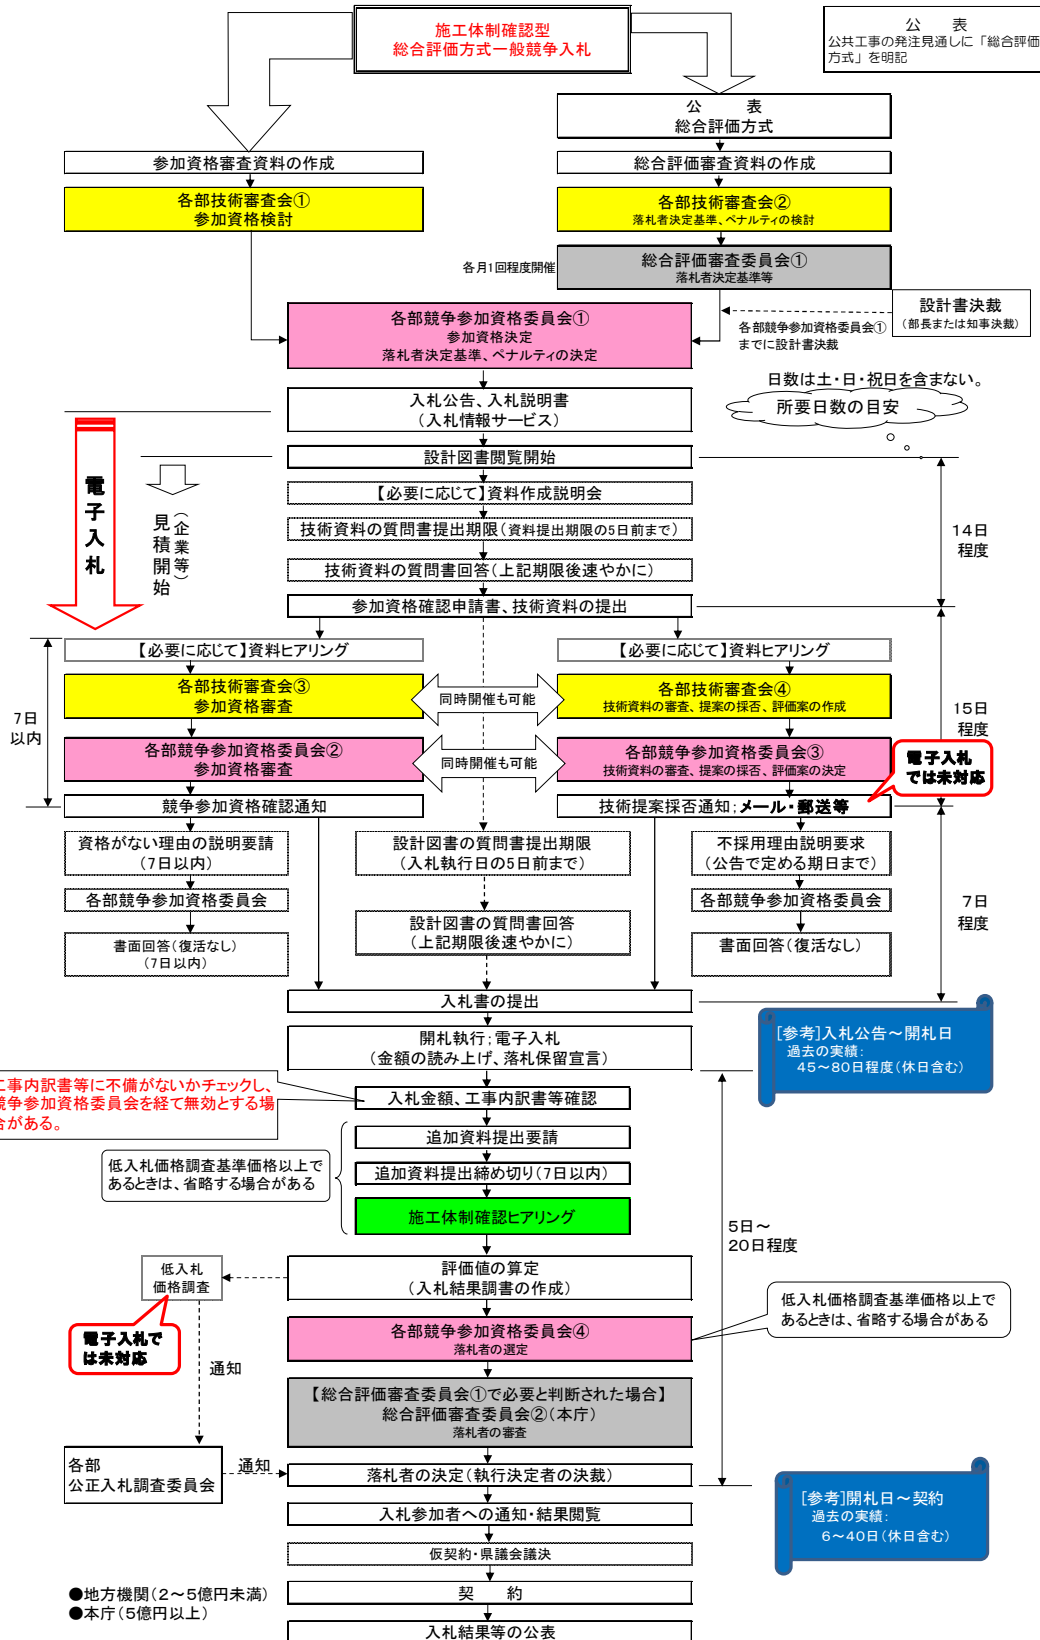 施工体制確認型
総合評価方式一般競争入札
公　　表
公共工事の発注見通しに「総合評価
方式」を明記
公　　表
総合評価方式
参加資格審査資料の作成
総合評価審査資料の作成
各部技術審査会①
参加資格検討
各部技術審査会②
落札者決定基準、ペナルティの検討
各月1回程度開催
総合評価審査委員会①
落札者決定基準等
設計書決裁
(部長または知事決裁)
各部競争参加資格委員会①
までに設計書決裁
各部競争参加資格委員会①
参加資格決定
落札者決定基準、ペナルティの決定
日数は土・日・祝日を含まない。
所要日数の目安
入札公告、入札説明書
(入札情報サービス)
設計図書閲覧開始
電子入札
(企業等)
見積開始
【必要に応じて】資料作成説明会
技術資料の質問書提出期限(資料提出期限の5日前まで)
技術資料の質問書回答(上記期限後速やかに)
参加資格確認申請書、技術資料の提出
14日
程度
【必要に応じて】資料ヒアリング
【必要に応じて】資料ヒアリング
各部技術審査会③
参加資格審査
同時開催も可能
各部技術審査会④
技術資料の審査、提案の採否、評価案の作成
7日
以内
15日
程度
各部競争参加資格委員会②
参加資格審査
同時開催も可能
各部競争参加資格委員会③
技術資料の審査、提案の採否、評価案の決定
電子入札
では未対応
競争参加資格確認通知
技術提案採否通知;メール・郵送等
資格がない理由の説明要請
(7日以内)
設計図書の質問書提出期限
(入札執行日の5日前まで)
不採用理由説明要求
(公告で定める期日まで)
各部競争参加資格委員会
各部競争参加資格委員会
7日
程度
設計図書の質問書回答
(上記期限後速やかに)
書面回答(復活なし)
(7日以内)
書面回答(復活なし)
入札書の提出
開札執行;電子入札
(金額の読み上げ、落札保留宣言)
[参考]入札公告～開札日
過去の実績:
45～80日程度(休日含む)
工事内訳書等に不備がないかチェックし、
競争参加資格委員会を経て無効とする場
合がある。
入札金額、工事内訳書等確認
追加資料提出要請
低入札価格調査基準価格以上で
あるときは、省略する場合がある
追加資料提出締め切り(7日以内)
施工体制確認ヒアリング
5日～
20日程度
低入札
価格調査
評価値の算定
(入札結果調書の作成)
電子入札で
は未対応
通知
各部競争参加資格委員会④
落札者の選定
低入札価格調査基準価格以上で
あるときは、省略する場合がある
【総合評価審査委員会①で必要と判断された場合】
総合評価審査委員会②(本庁)
落札者の審査
各部
公正入札調査委員会
通知
落札者の決定(執行決定者の決裁)
入札参加者への通知・結果閲覧
[参考]開札日～契約
過去の実績:
6～40日(休日含む)
仮契約・県議会議決
●地方機関(2～5億円未満)
●本庁(5億円以上)
契　　約
入札結果等の公表